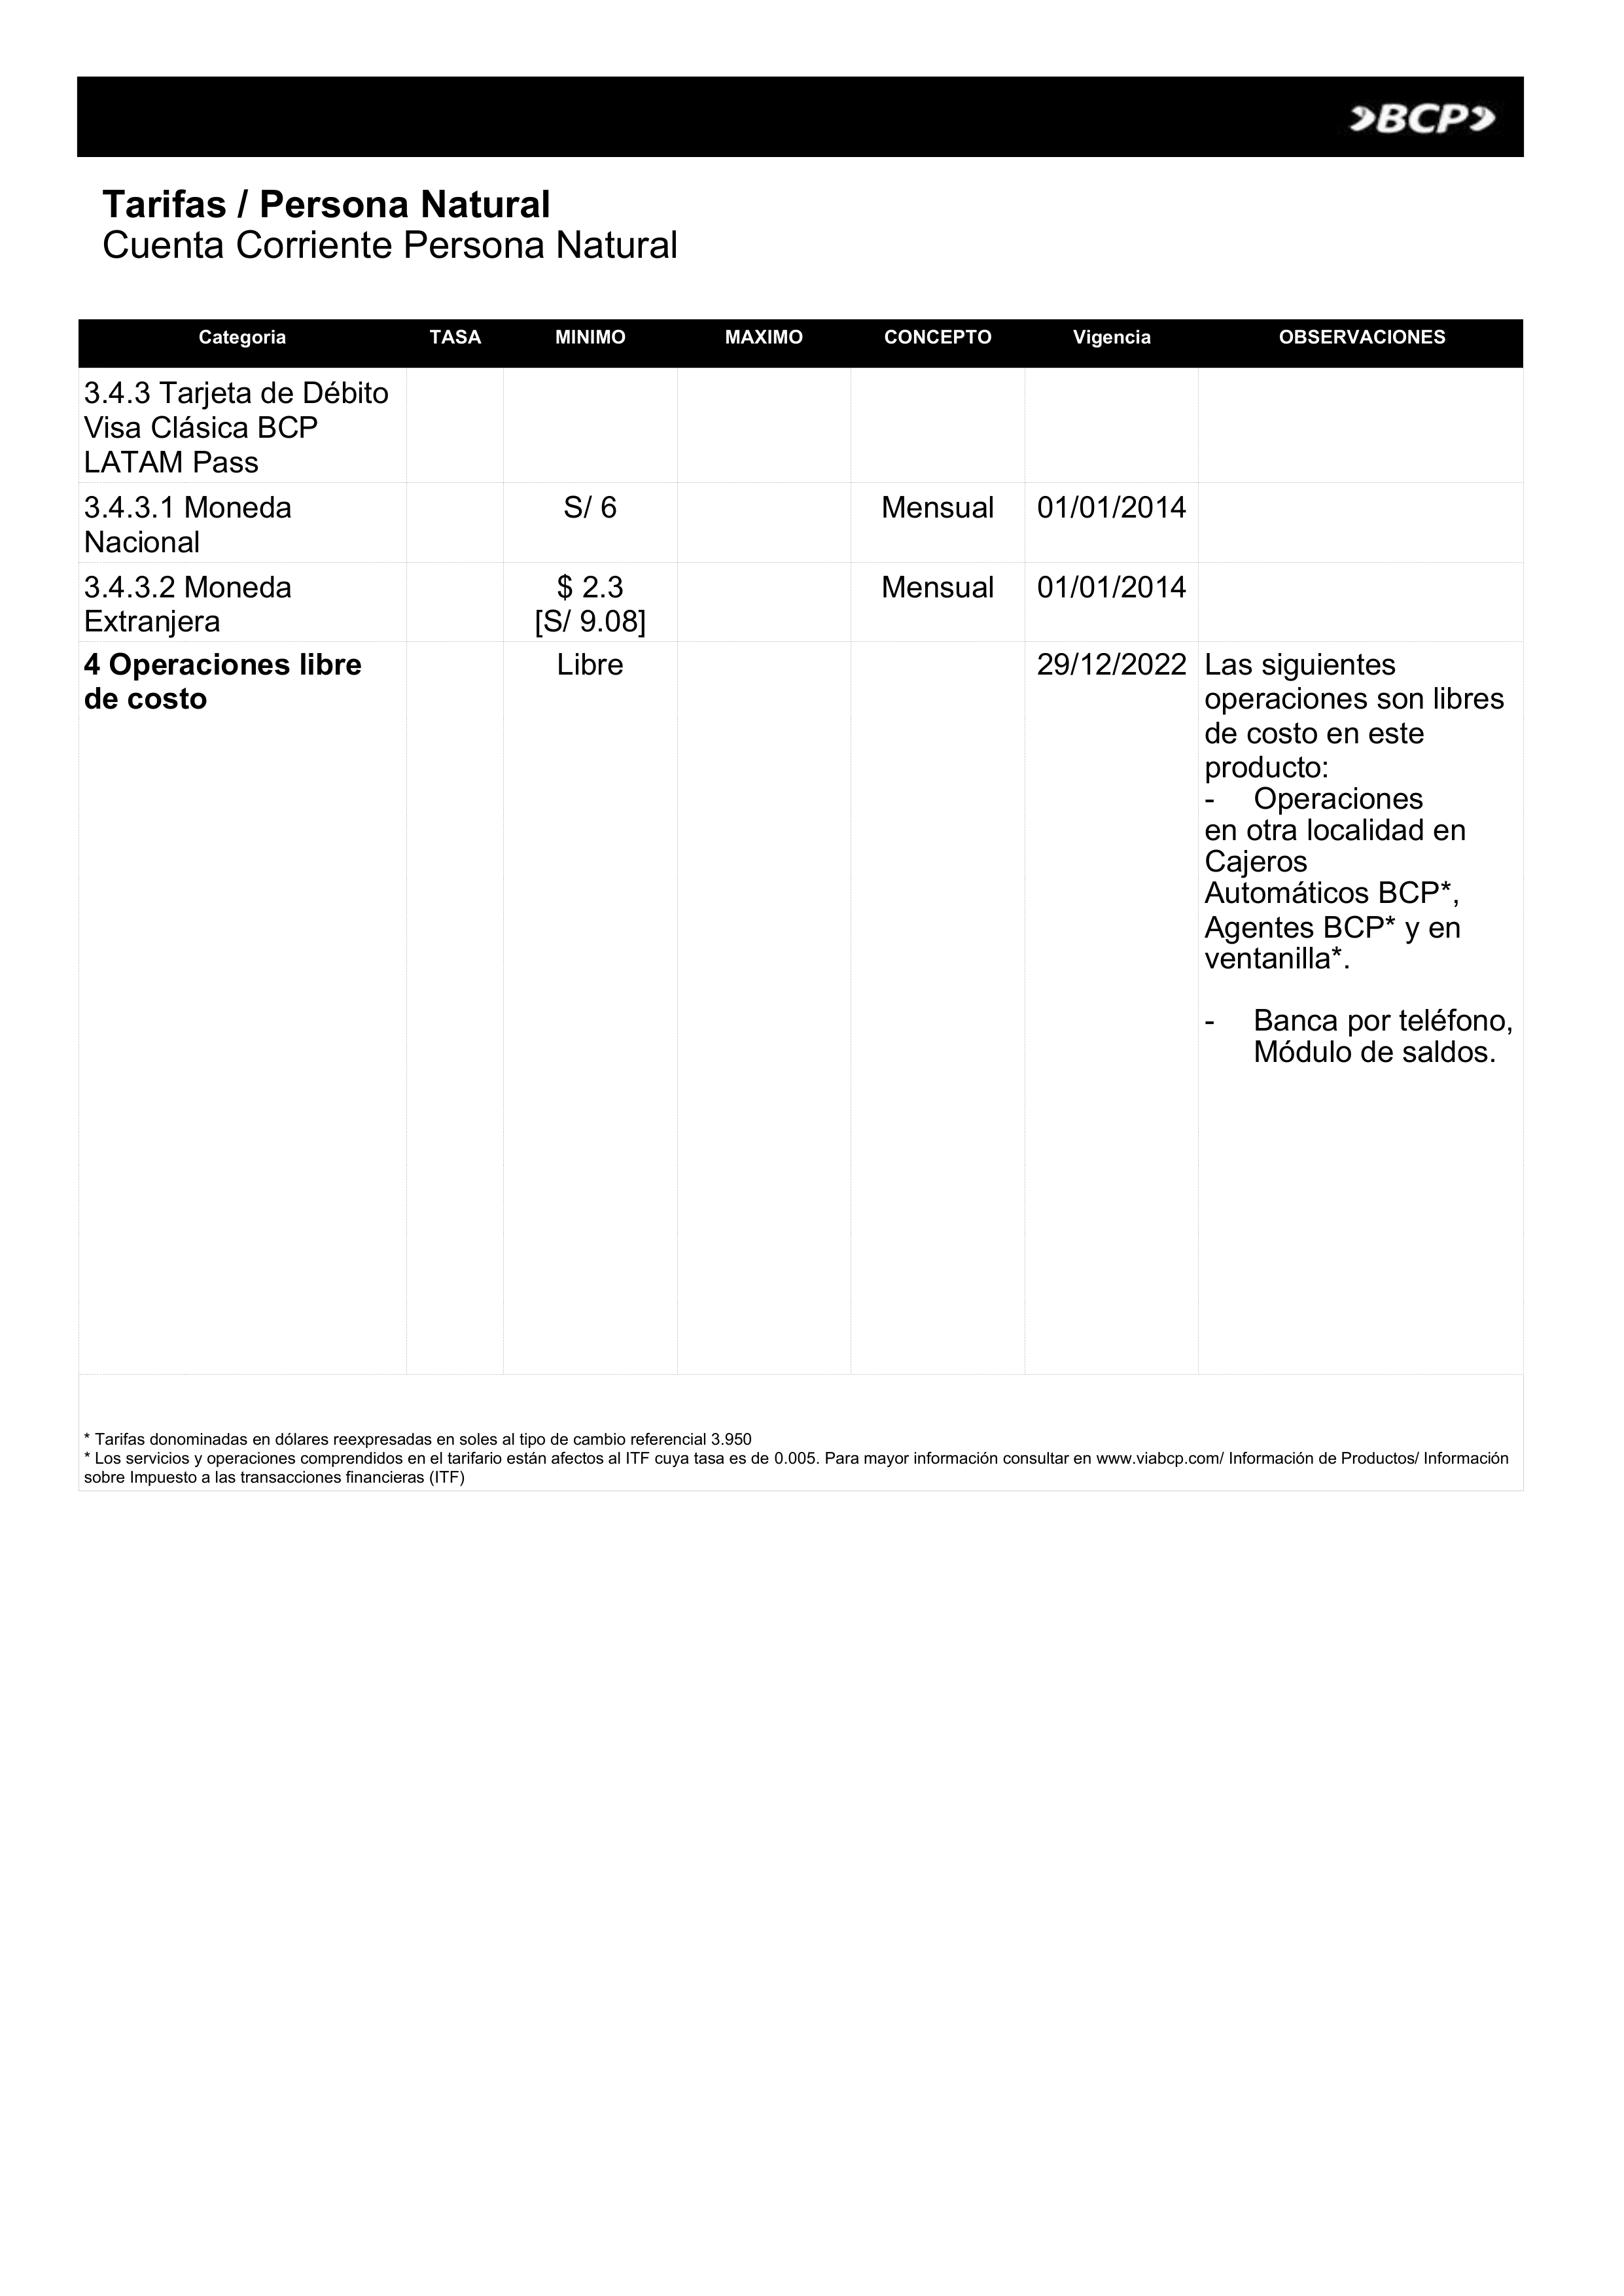 BCP
Tarifas / Persona Natural
Cuenta Corriente Persona Natural
Categoria TASA MINIMO MAXIMO CONCEPTO Vigencia OBSERVACIONES
3.4.3 Tarjeta de Débito
Visa Clásica BCP
LATAM Pass
3.4.3.1 Moneda
Nacional
S/ 6
Mensual
01/01/2014
3.4.3.2 Moneda
Extranjera
$ 2.3
[S/ 9.08]
Mensual
01/01/2014
4 Operaciones libre
de costo
Libre
29/12/2022
Las siguientes
operaciones son libres
de costo en este
producto:
- Operaciones
en otra localidad en
Cajeros
Automáticos BCP*,
Agentes BCP* y en
ventanilla*.
- Banca por teléfono,
Módulo de saldos.
* Tarifas donominadas en dólares reexpresadas en soles al tipo de cambio referencial 3.950
* Los servicios y operaciones comprendidos en el tarifario están afectos al ITF cuya tasa es de 0.005. Para mayor información consultar en www.viabcp.com/ Información de Productos/ Información
sobre Impuesto a las transacciones financieras (ITF)